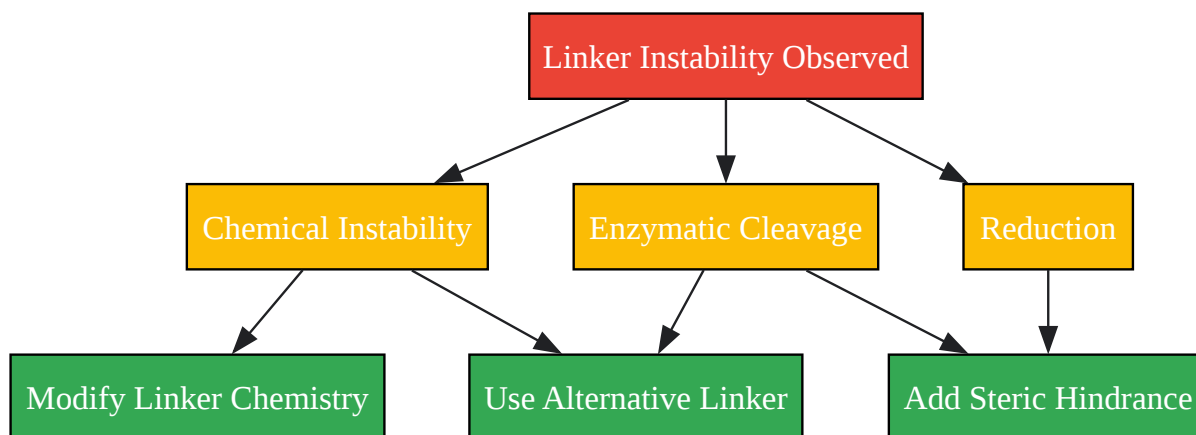 Linker Instability Observed
Chemical Instability
Enzymatic Cleavage
Reduction
Modify Linker Chemistry
Use Alternative Linker
Add Steric Hindrance